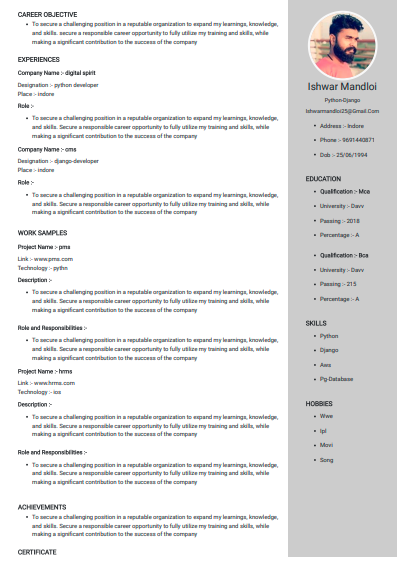 CAREER OBJECTIVE
• To secure a challenging position in a reputable organization to expand my learnings, knowledge,
and skills. secure a responsible career opportunity to fully utilize my training and skills, while
making a significant contribution to the success of the company
EXPERIENCES
Company Name :- digital spirit
Designation :- python developer
Place :- indore
Role :-
• To secure a challenging position in a reputable organization to expand my learnings, knowledge,
and skills. Secure a responsible career opportunity to fully utilize my training and skills, while
making a significant contribution to the success of the company
Company Name :- cms
Designation :- django-developer
Place :- indore
Role :-
• To secure a challenging position in a reputable organization to expand my learnings, knowledge,
and skills. Secure a responsible career opportunity to fully utilize my training and skills, while
making a significant contribution to the success of the company
WORK SAMPLES
Project Name :- pms
Link :- www.pms.com
Technology :- pythn
Description :-
• To secure a challenging position in a reputable organization to expand my learnings, knowledge,
and skills. Secure a responsible career opportunity to fully utilize my training and skills, while
making a significant contribution to the success of the company
Role and Responsibilities :-
• To secure a challenging position in a reputable organization to expand my learnings, knowledge,
and skills. Secure a responsible career opportunity to fully utilize my training and skills, while
making a significant contribution to the success of the company
Project Name :- hrms
Link :- www.hrms.com
Technology :- ios
Description :-
• To secure a challenging position in a reputable organization to expand my learnings, knowledge,
and skills. Secure a responsible career opportunity to fully utilize my training and skills, while
making a significant contribution to the success of the company
Role and Responsibilities :-
• To secure a challenging position in a reputable organization to expand my learnings, knowledge,
and skills. Secure a responsible career opportunity to fully utilize my training and skills, while
making a significant contribution to the success of the company
ACHIEVEMENTS
• To secure a challenging position in a reputable organization to expand my learnings, knowledge,
and skills. Secure a responsible career opportunity to fully utilize my training and skills, while
making a significant contribution to the success of the company
CERTIFICATE
Ishwar Mandloi
Python-Django
Ishwarmandloi25@Gmail.Com
• Address :- Indore
• Phone :- 9691440871
• Dob :- 25/06/1994
EDUCATION
• Qualification :- Mca
• University :- Davv
• Passing :- 2018
• Percentage :- A
• Qualification :- Bca
• University :- Davv
• Passing :- 215
• Percentage :- A
SKILLS
• Python
• Django
• Aws
• Pg-Database
HOBBIES
• Wwe
• Ipl
• Movi
• Song